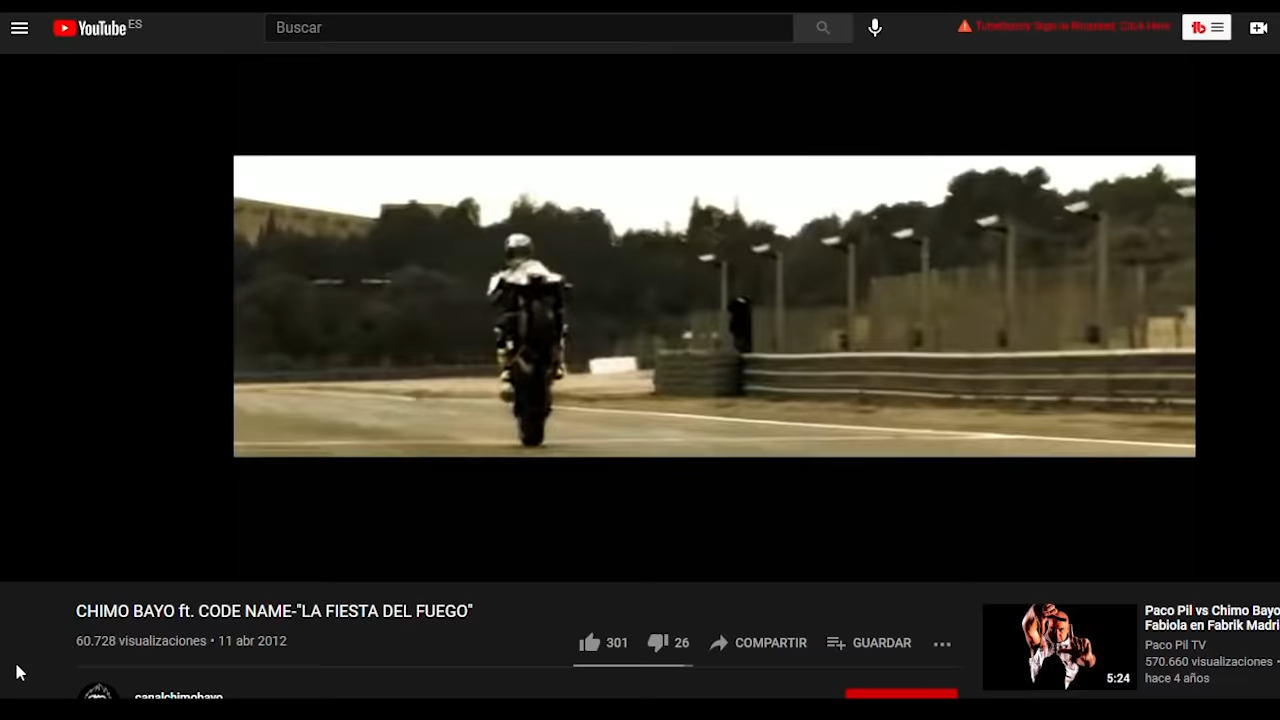 YouTube ES
Buscar
CHIMO BAYO ft. CODE NAME-"LA FIESTA DEL FUEGO"
60.728 visualizaciones • 11 abr 2012
301
26
COMPARTIR
GUARDAR
canalchimobayo
5:24
Paco Pil vs Chimo Bayo
Fabiola en Fabrik Madri
Paco Pil TV
570.660 visualizaciones •
hace 4 años